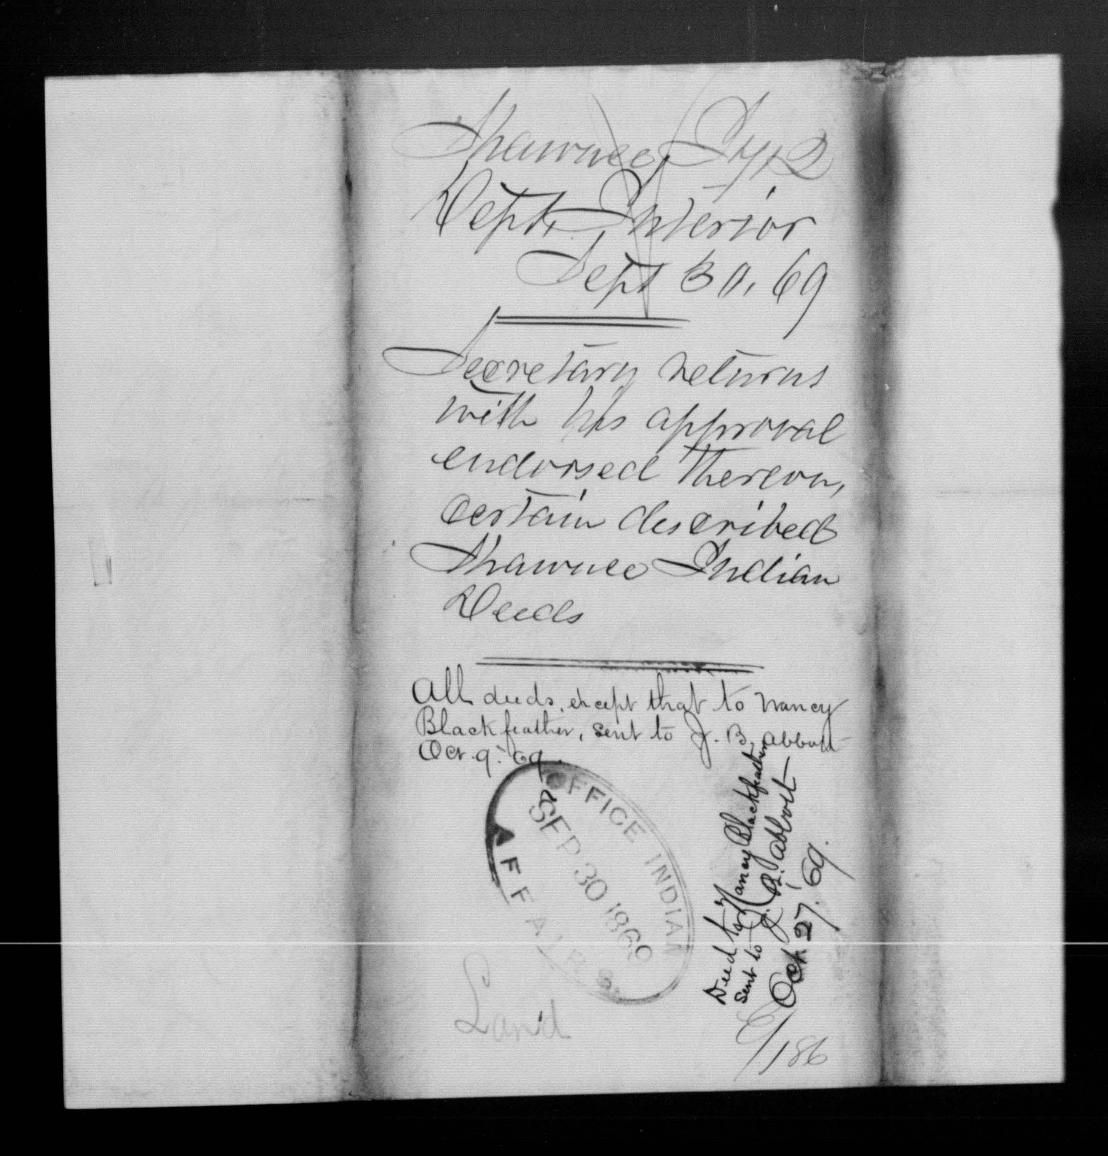 Shawnee,
Dept. Interior
Sept 30, 69
Secretary returns
with his approval
endorsed thereon,
certain described
Shawnee Indian
Deeds
All deeds, except that to Nancy
Blackfeather, sent to J. B. Abbott
Oct. 9. 69.
OFFICE INDIAN
SEP 30 1869
AFFAIRS
Deed to Nancy Blackfeather
sent to J. B. Abbott
Oct. 27. 69.
Land
/186